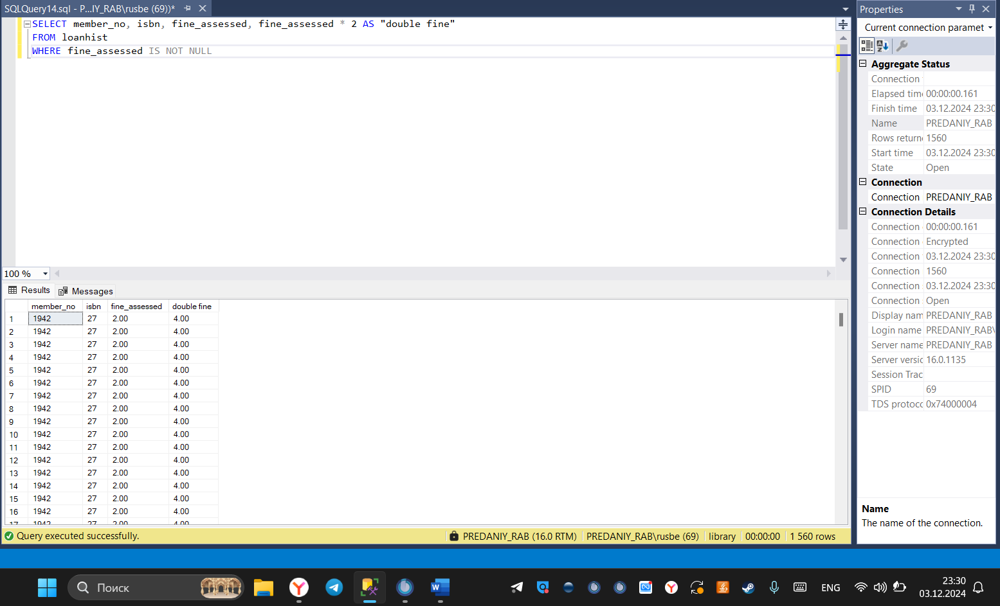 SQLQuery14.sql - P...IY_RAB\rusbe (69))*
SELECT member_no, isbn, fine_assessed, fine_assessed * 2 AS "double fine"
FROM loanhist
WHERE fine_assessed IS NOT NULL
100 %
Results Messages
member_no isbn fine_assessed double fine
1 1942 27 2.00 4.00
2 1942 27 2.00 4.00
3 1942 27 2.00 4.00
4 1942 27 2.00 4.00
5 1942 27 2.00 4.00
6 1942 27 2.00 4.00
7 1942 27 2.00 4.00
8 1942 27 2.00 4.00
9 1942 27 2.00 4.00
10 1942 27 2.00 4.00
11 1942 27 2.00 4.00
12 1942 27 2.00 4.00
13 1942 27 2.00 4.00
14 1942 27 2.00 4.00
15 1942 27 2.00 4.00
16 1942 27 2.00 4.00
17 1942 27 2.00 4.00
Query executed successfully.
PREDANIY_RAB (16.0 RTM) PREDANIY_RAB\rusbe (69) library 00:00:00 1 560 rows
Properties
Current connection paramet
Aggregate Status
Connection
Elapsed time 00:00:00.161
Finish time 03.12.2024 23:30
Name PREDANIY_RAB
Rows returne 1560
Start time 03.12.2024 23:30
State Open
Connection
Connection PREDANIY_RAB
Connection Details
Connection 00:00:00.161
Connection Encrypted
Connection 03.12.2024 23:30
Connection 1560
Connection 03.12.2024 23:30
Connection Open
Display nam PREDANIY_RAB
Login name PREDANIY_RAB\
Server name PREDANIY_RAB
Server versic 16.0.1135
Session Trac
SPID 69
TDS protocc 0x74000004
Name
The name of the connection.
Поиск
ENG
23:30
03.12.2024